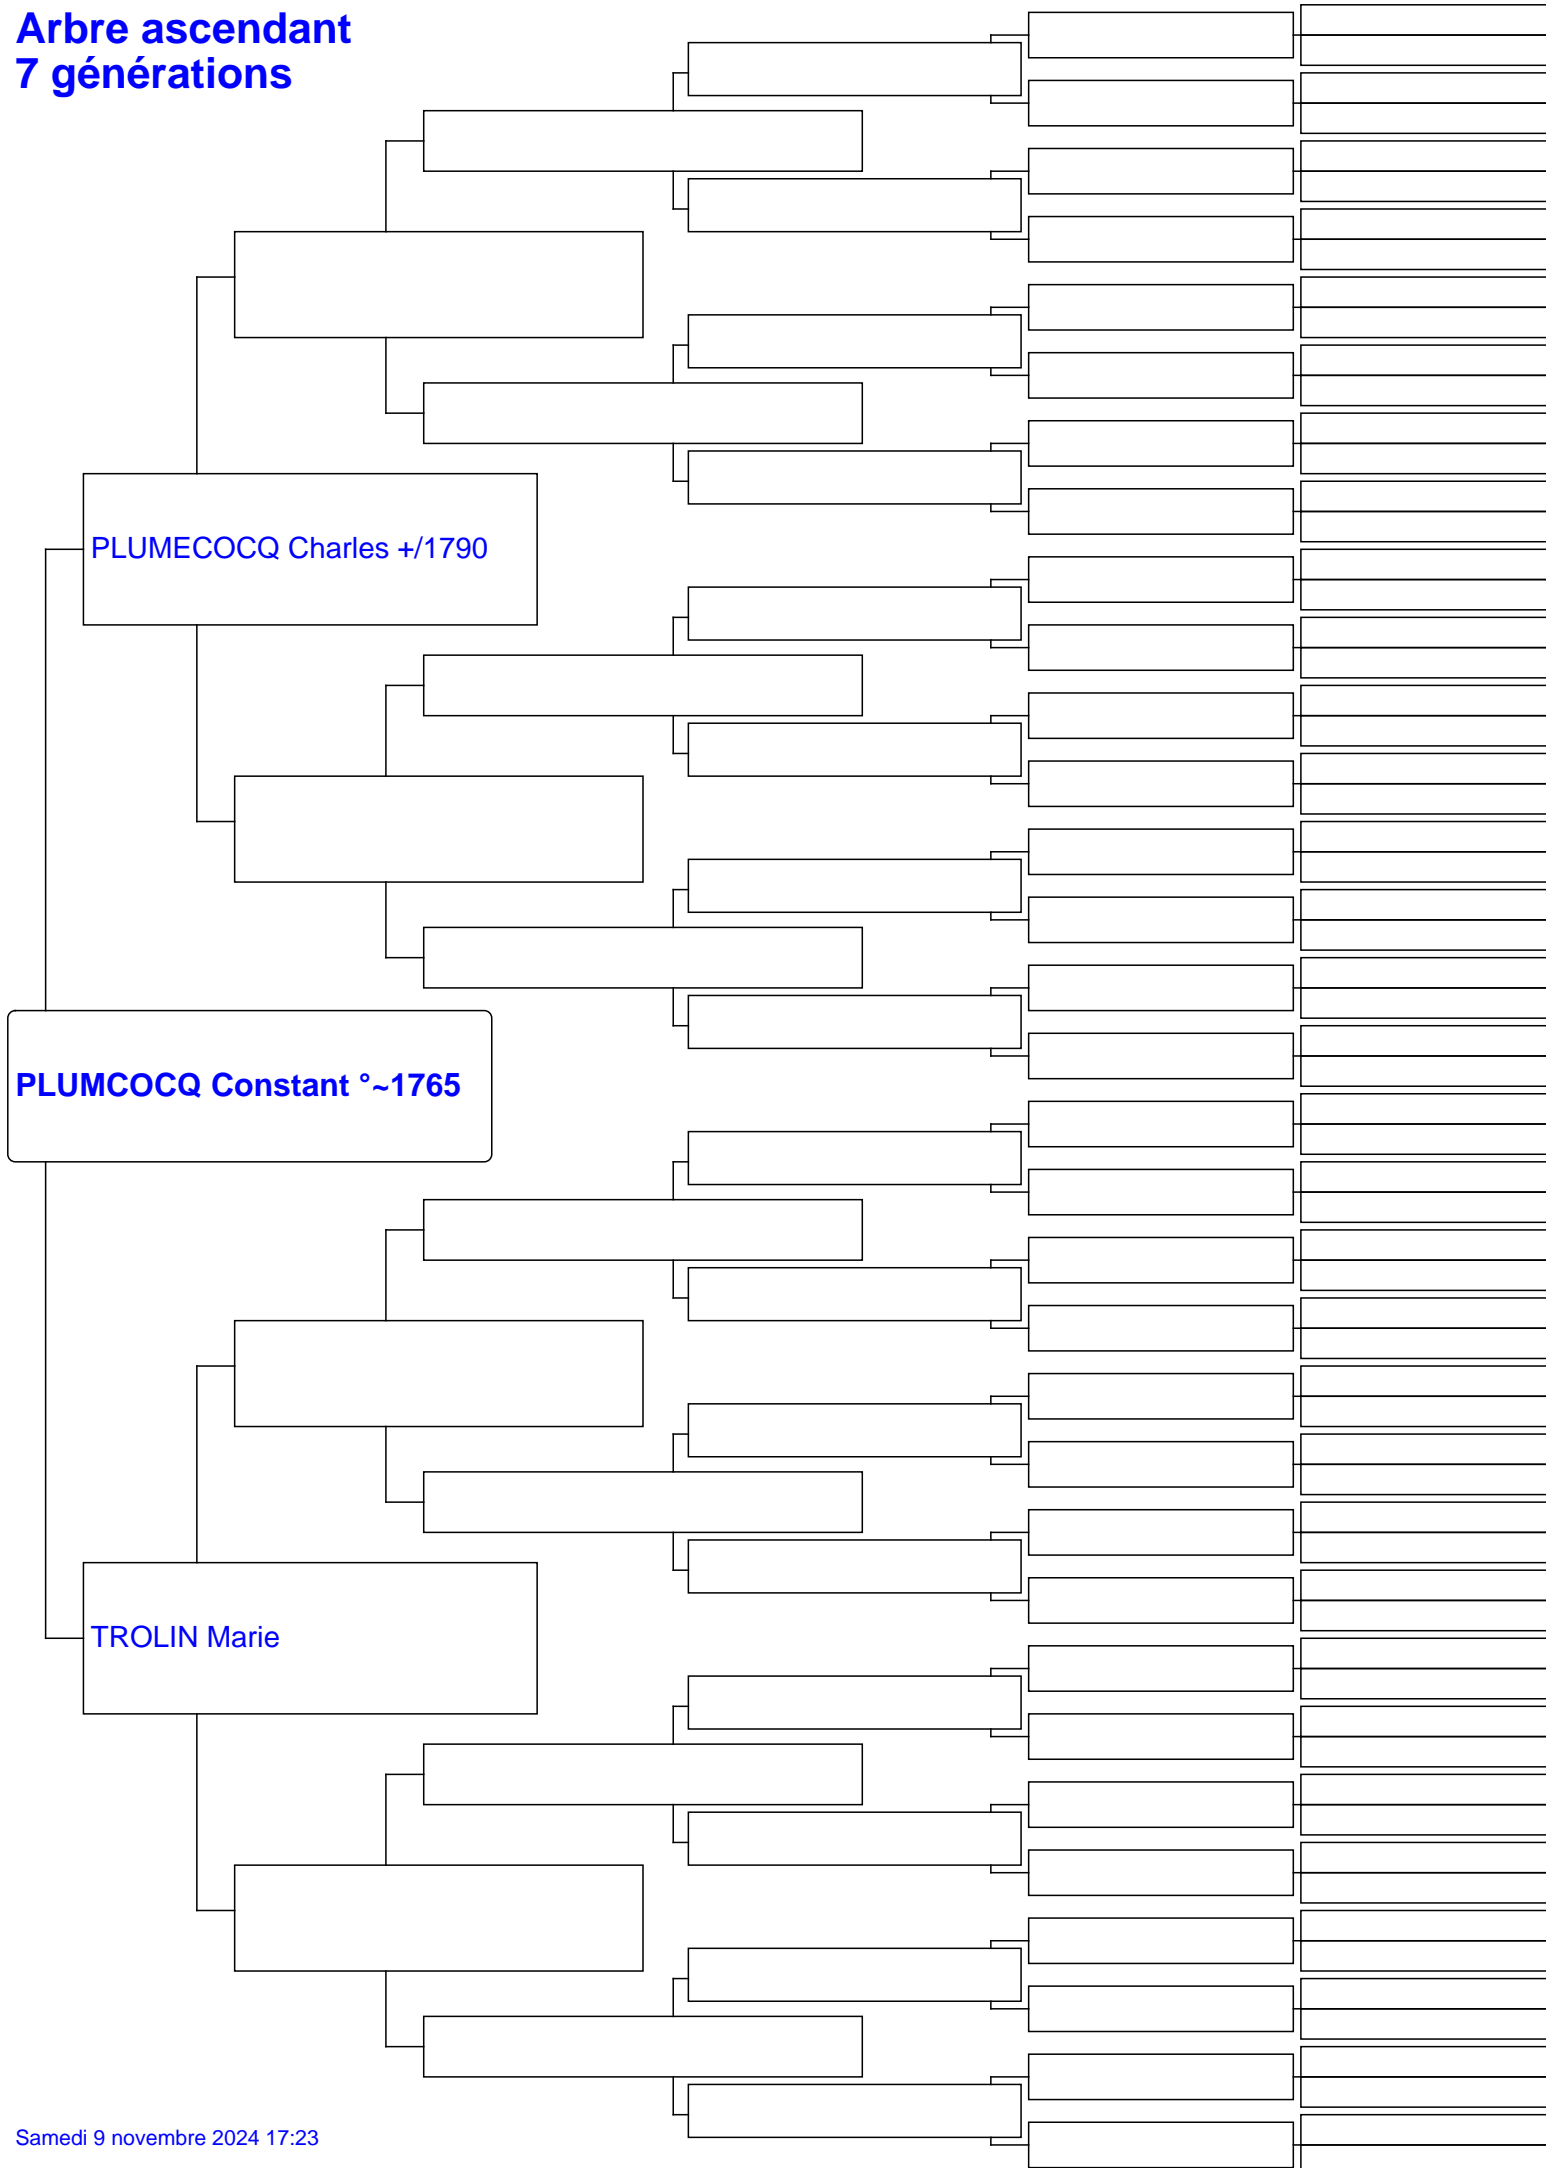 Arbre ascendant
7 générations
PLUMECOCQ Charles +/1790
PLUMCOCQ Constant °~1765
TROLIN Marie
Samedi 9 novembre 2024 17:23